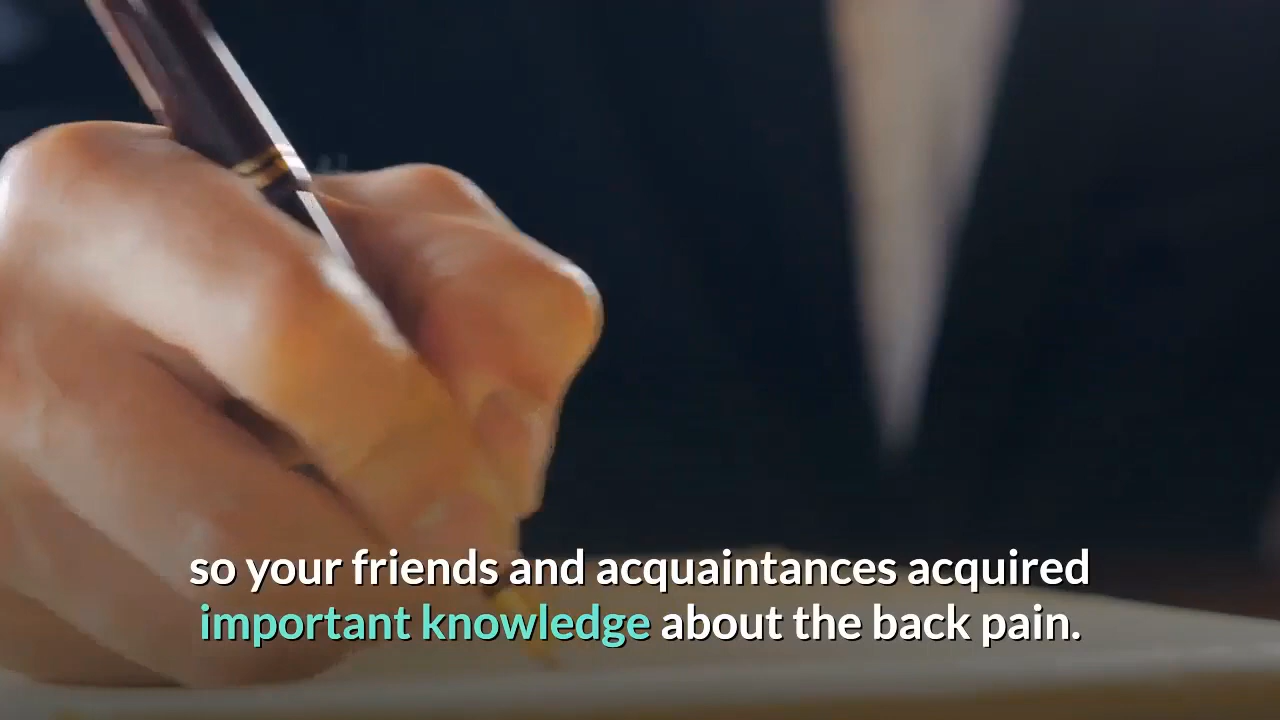 so your friends and acquaintances acquired
important knowledge about the back pain.